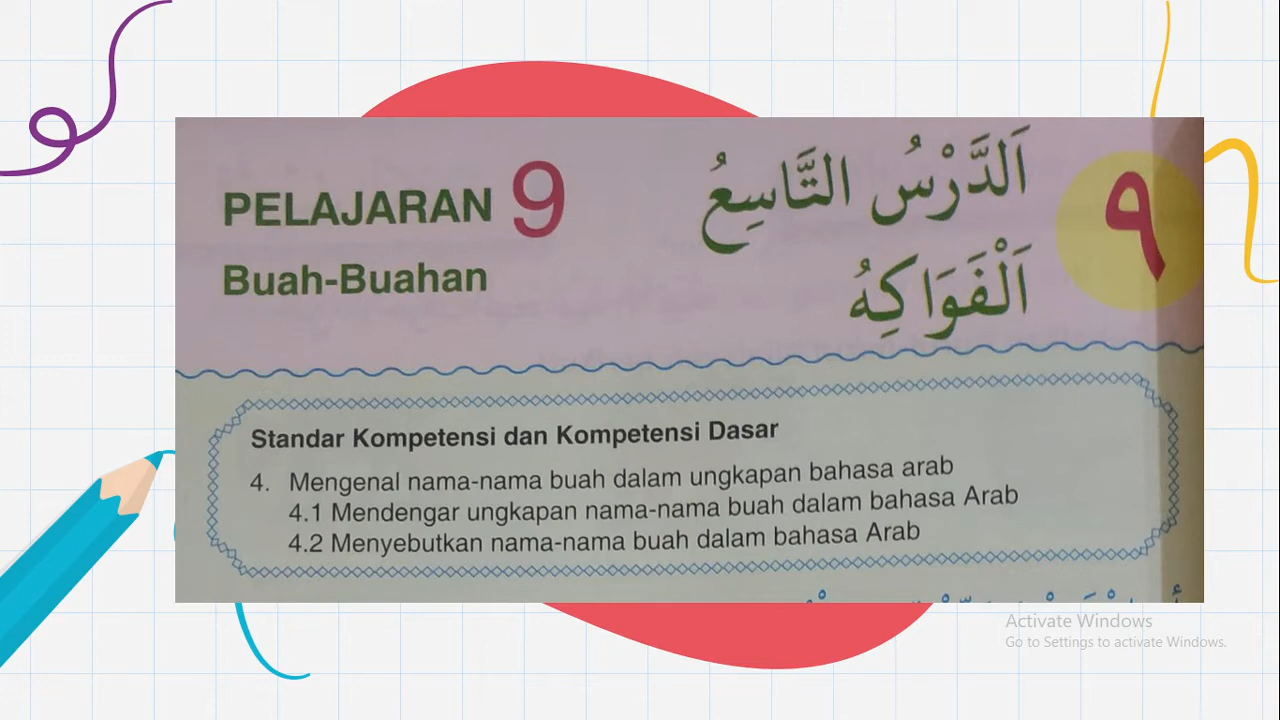 PELAJARAN 9
Buah-Buahan
اَلدَّرْسُ التَّاسِعُ
اَلْفَوَاكِهُ
٩
Standar Kompetensi dan Kompetensi Dasar
4. Mengenal nama-nama buah dalam ungkapan bahasa arab
4.1 Mendengar ungkapan nama-nama buah dalam bahasa Arab
4.2 Menyebutkan nama-nama buah dalam bahasa Arab
Activate Windows
Go to Settings to activate Windows.